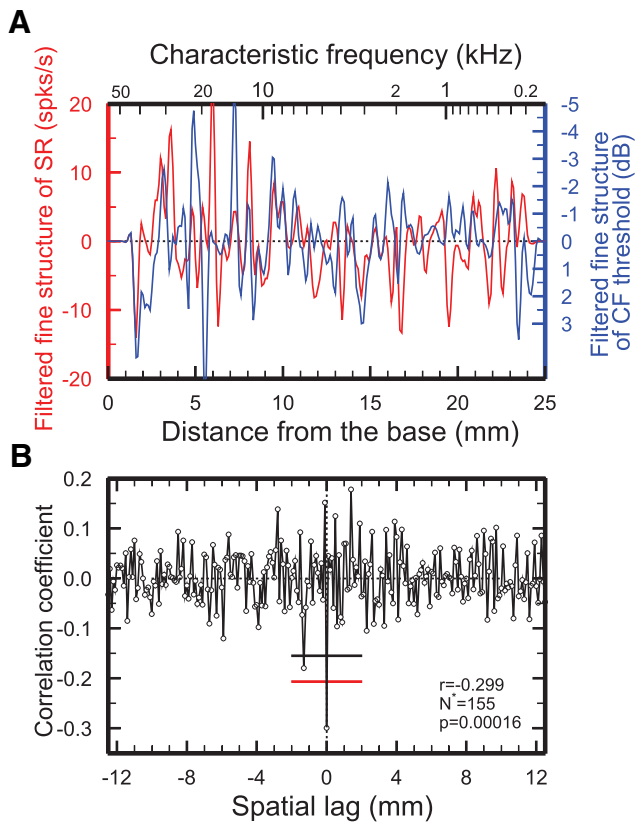 A
Characteristic frequency (kHz)
50 20 10 2 1 0.2
Filtered fine structure of SR (spks/s)
20
10
0
-10
-20
-5
-4
-3
-2
-1
0
1
2
3
Filtered fine structure
of CF threshold (dB)
0 5 10 15 20 25
Distance from the base (mm)
B
Correlation coefficient
0.2
0.1
0.0
-0.1
-0.2
-0.3
r=-0.299
N*=155
p=0.00016
-12 -8 -4 0 4 8 12
Spatial lag (mm)